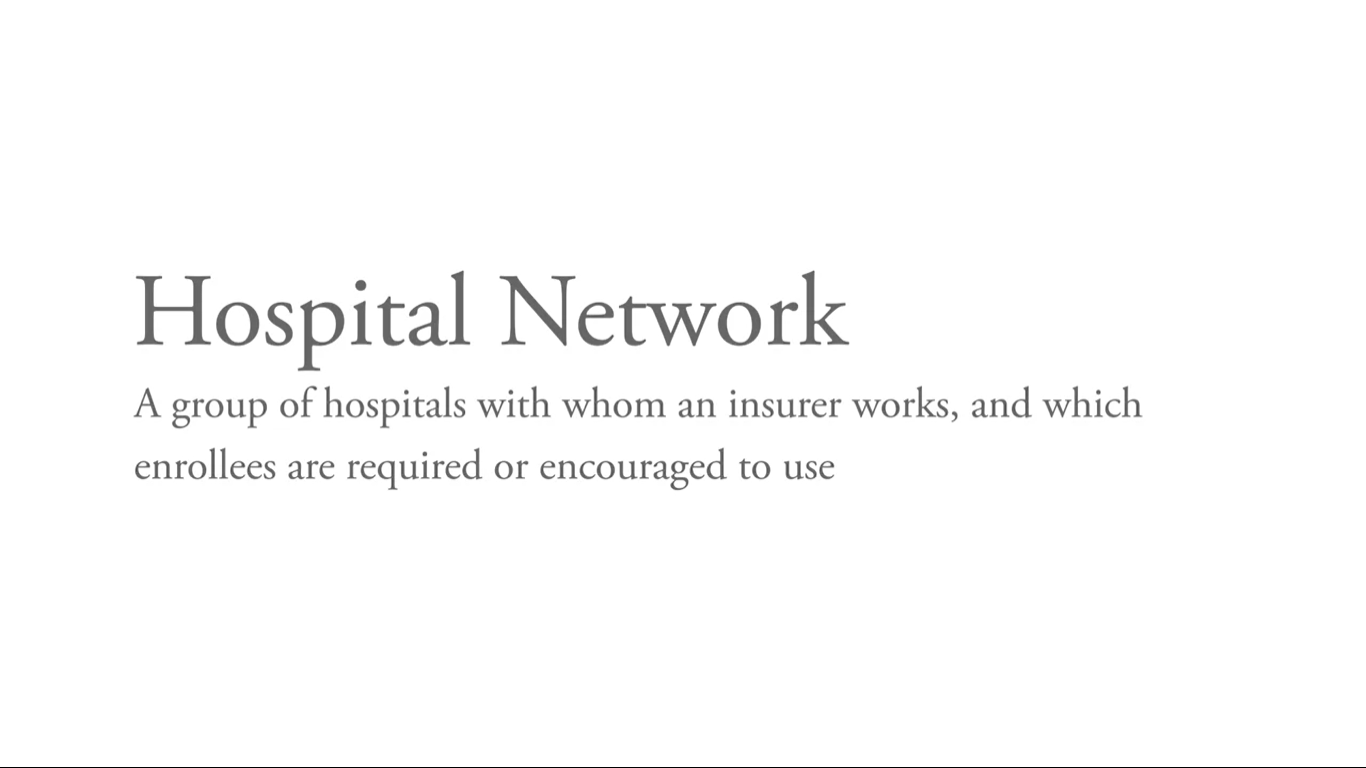 Hospital Network
A group of hospitals with whom an insurer works, and which
enrollees are required or encouraged to use